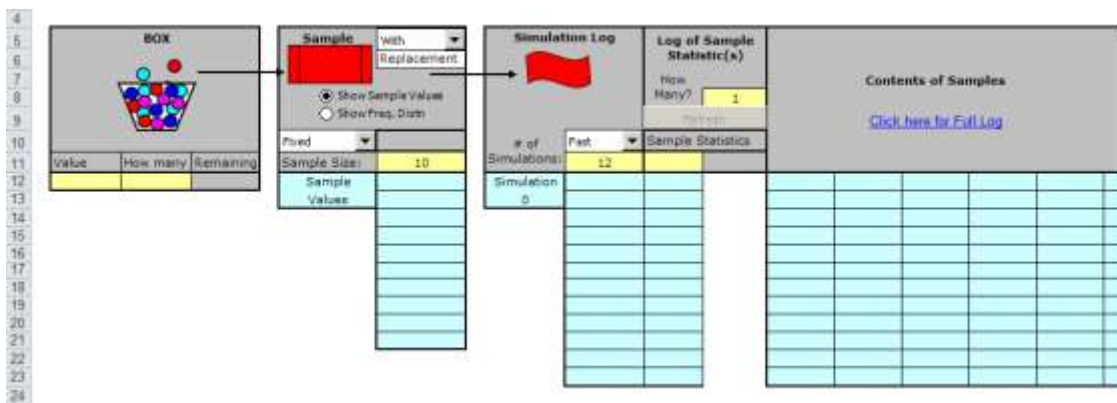 4
5
6
7
8
9
10
11
12
13
14
15
16
17
18
19
20
21
22
23
24
BOX
Value How many Remaining
Sample With
Replacement
Show Sample Values
Show Freq. Distn
Fixed
Sample Size: 10
Sample
Values
Simulation Log
# of Fast
Simulations: 12
Simulation
0
Log of Sample
Statistic(s)
How
Many? 1
Refresh
Sample Statistics
Contents of Samples
Click here for Full Log